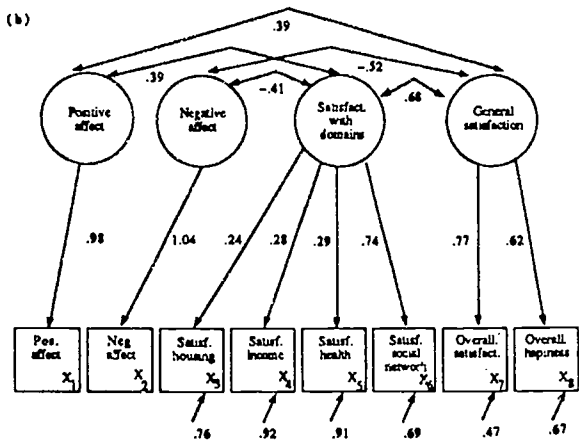 (b)
.39
.39
-.52
-.41
.68
Positive
affect
Negative
affect
Satisfact.
with
domains
General
satisfaction
.98
1.04
.24
.28
.29
.74
.77
.62
Pos.
affect
X1
Neg
affect
X2
Satisf.
housing
X3
Satisf.
income
X4
Satisf.
health
X5
Satisf.
social
network
X6
Overall.
satisfact.
X7
Overall.
hapiness
X8
.76
.92
.91
.69
.47
.67